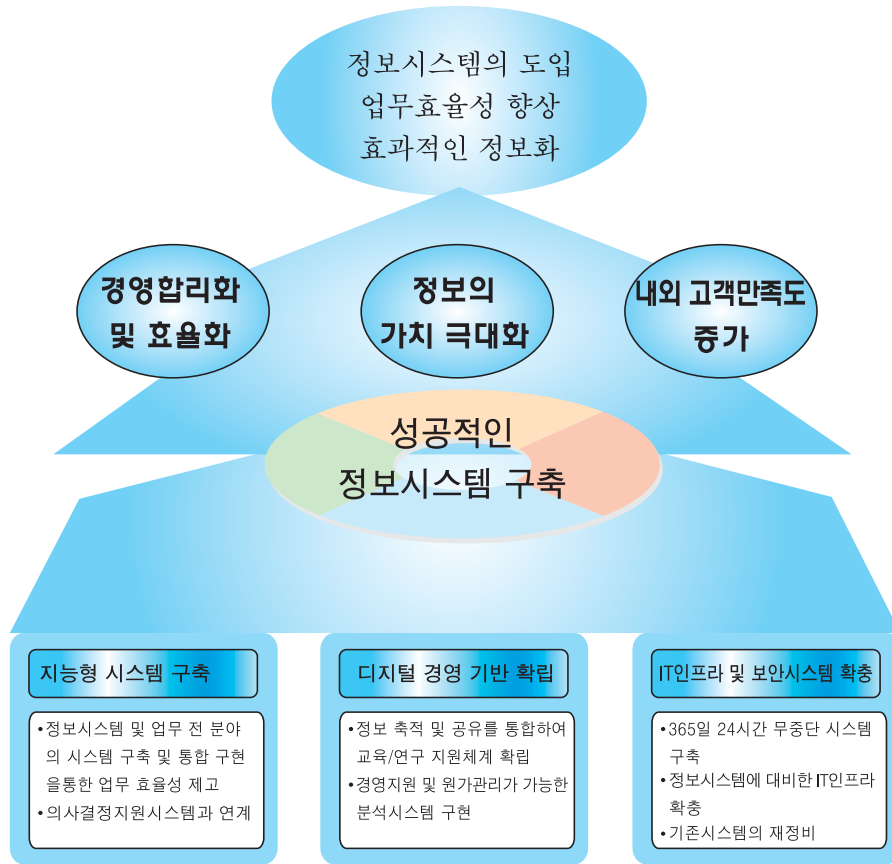 정보시스템의 도입
업무효율성 향상
효과적인 정보화
경영합리화
및 효율화
정보의
가치 극대화
내외 고객만족도
증가
성공적인
정보시스템 구축
지능형 시스템 구축
•정보시스템 및 업무 전 분야
의 시스템 구축 및 통합 구현
을통한 업무 효율성 제고
•의사결정지원시스템과 연계
디지털 경영 기반 확립
•정보 축적 및 공유를 통합하여
교육/연구 지원체계 확립
•경영지원 및 원가관리가 가능한
분석시스템 구현
IT인프라 및 보안시스템 확충
•365일 24시간 무중단 시스템
구축
•정보시스템에 대비한 IT인프라
확충
•기존시스템의 재정비